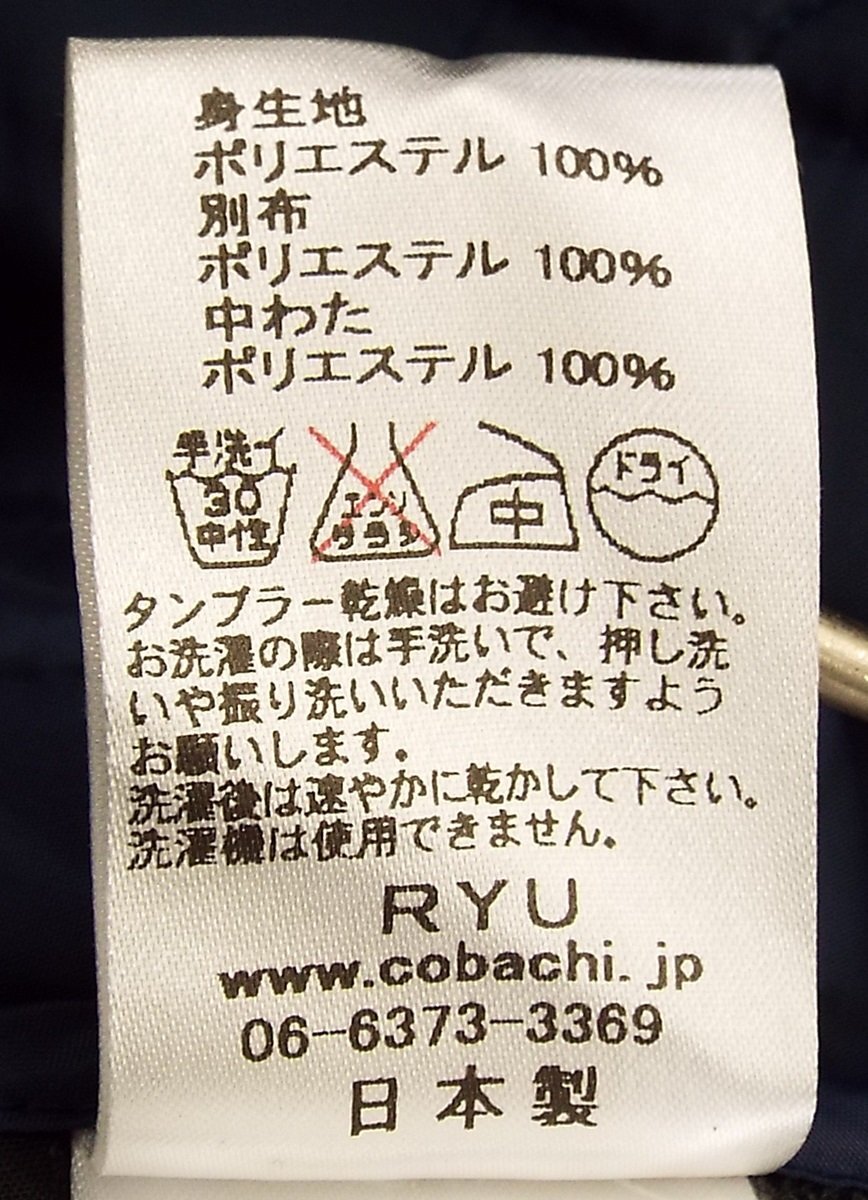 身生地
ポリエステル 100%
別布
ポリエステル 100%
中わた
ポリエステル 100%
手洗イ
30
中性
エンソ
サラシ
中
ドライ
タンブラー乾燥はお避け下さい。
お洗濯の際は手洗いで、押し洗
いや振り洗いいただきますよう
お願いします。
洗濯後は速やかに乾かして下さい。
洗濯機は使用できません。
RYU
www.cobachi.jp
06-6373-3369
日本製